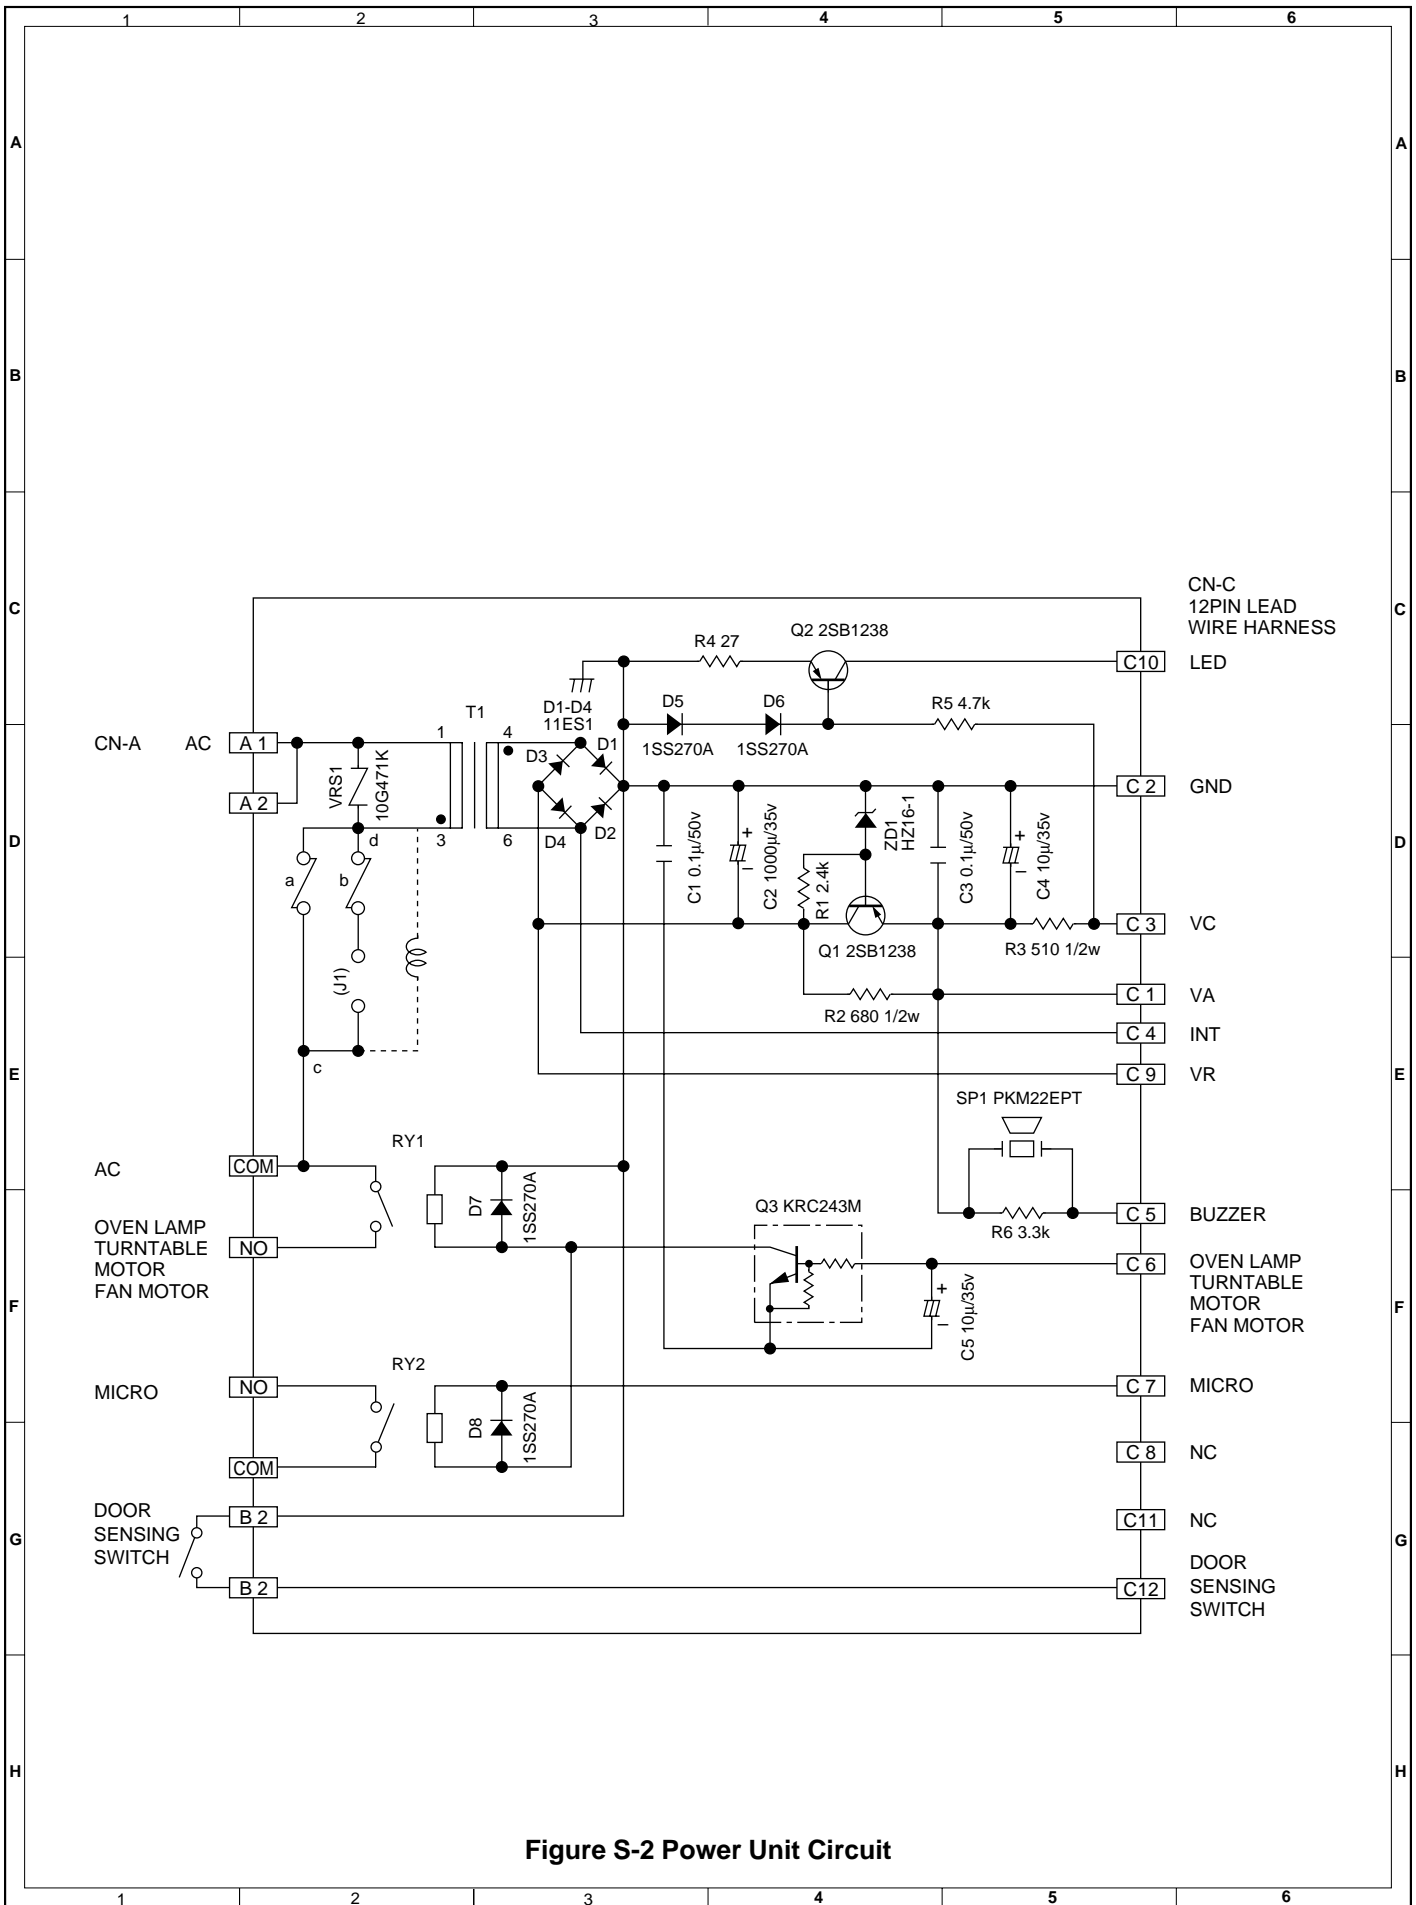 1 2 3 4 5 6
A A
B B
C C
D D
E E
F F
G G
H H
CN-C
12PIN LEAD
WIRE HARNESS
Q2 2SB1238
R4 27
C10 LED
D1-D4
11ES1
D5
1SS270A
D6
1SS270A
R5 4.7k
T1
CN-A AC A 1
A 2
VRS1
10G471K
1
3
4
6
D3
D1
D4
D2
C 2 GND
C1 0.1μ/50v
+
–
C2 1000μ/35v
R1 2.4k
ZD1
HZ16-1
C3 0.1μ/50v
+
–
C4 10μ/35v
d
a
b
(J1)
c
Q1 2SB1238
R3 510 1/2w
C 3 VC
R2 680 1/2w
C 1 VA
C 4 INT
C 9 VR
SP1 PKM22EPT
R6 3.3k
C 5 BUZZER
AC COM
RY1
D7
1SS270A
OVEN LAMP
TURNTABLE
MOTOR
FAN MOTOR
NO
Q3 KRC243M
+
–
C5 10μ/35v
C 6 OVEN LAMP
TURNTABLE
MOTOR
FAN MOTOR
RY2
MICRO NO
D8
1SS270A
C 7 MICRO
COM
C 8 NC
DOOR
SENSING
SWITCH
B 2
C11 NC
B 2
C12 DOOR
SENSING
SWITCH
Figure S-2 Power Unit Circuit
1 2 3 4 5 6